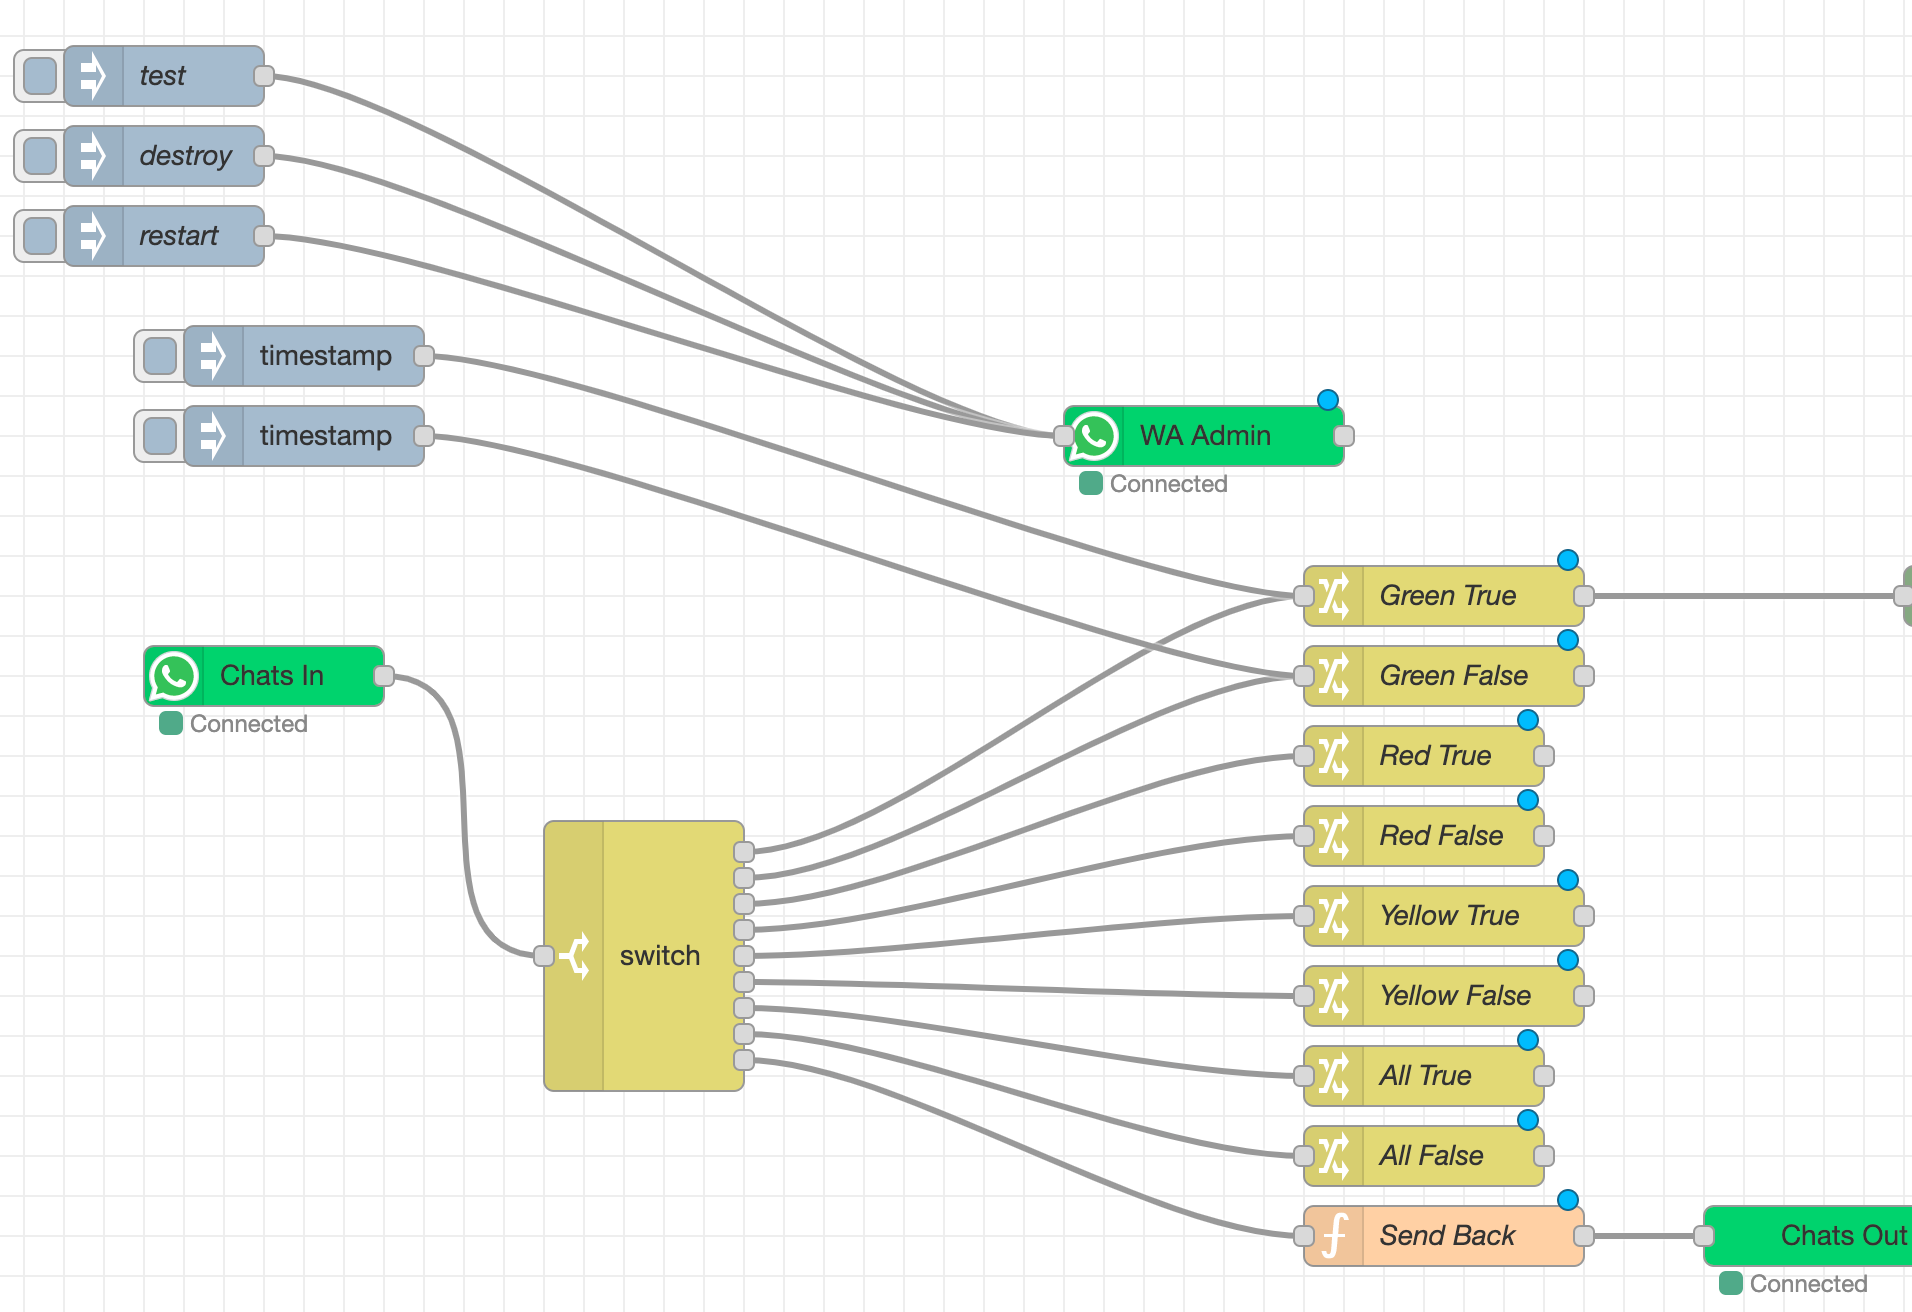 test
destroy
restart
timestamp
timestamp
WA Admin
Connected
Green True
Chats In
Connected
Green False
Red True
Red False
switch
Yellow True
Yellow False
All True
All False
Send Back
Chats Out
Connected